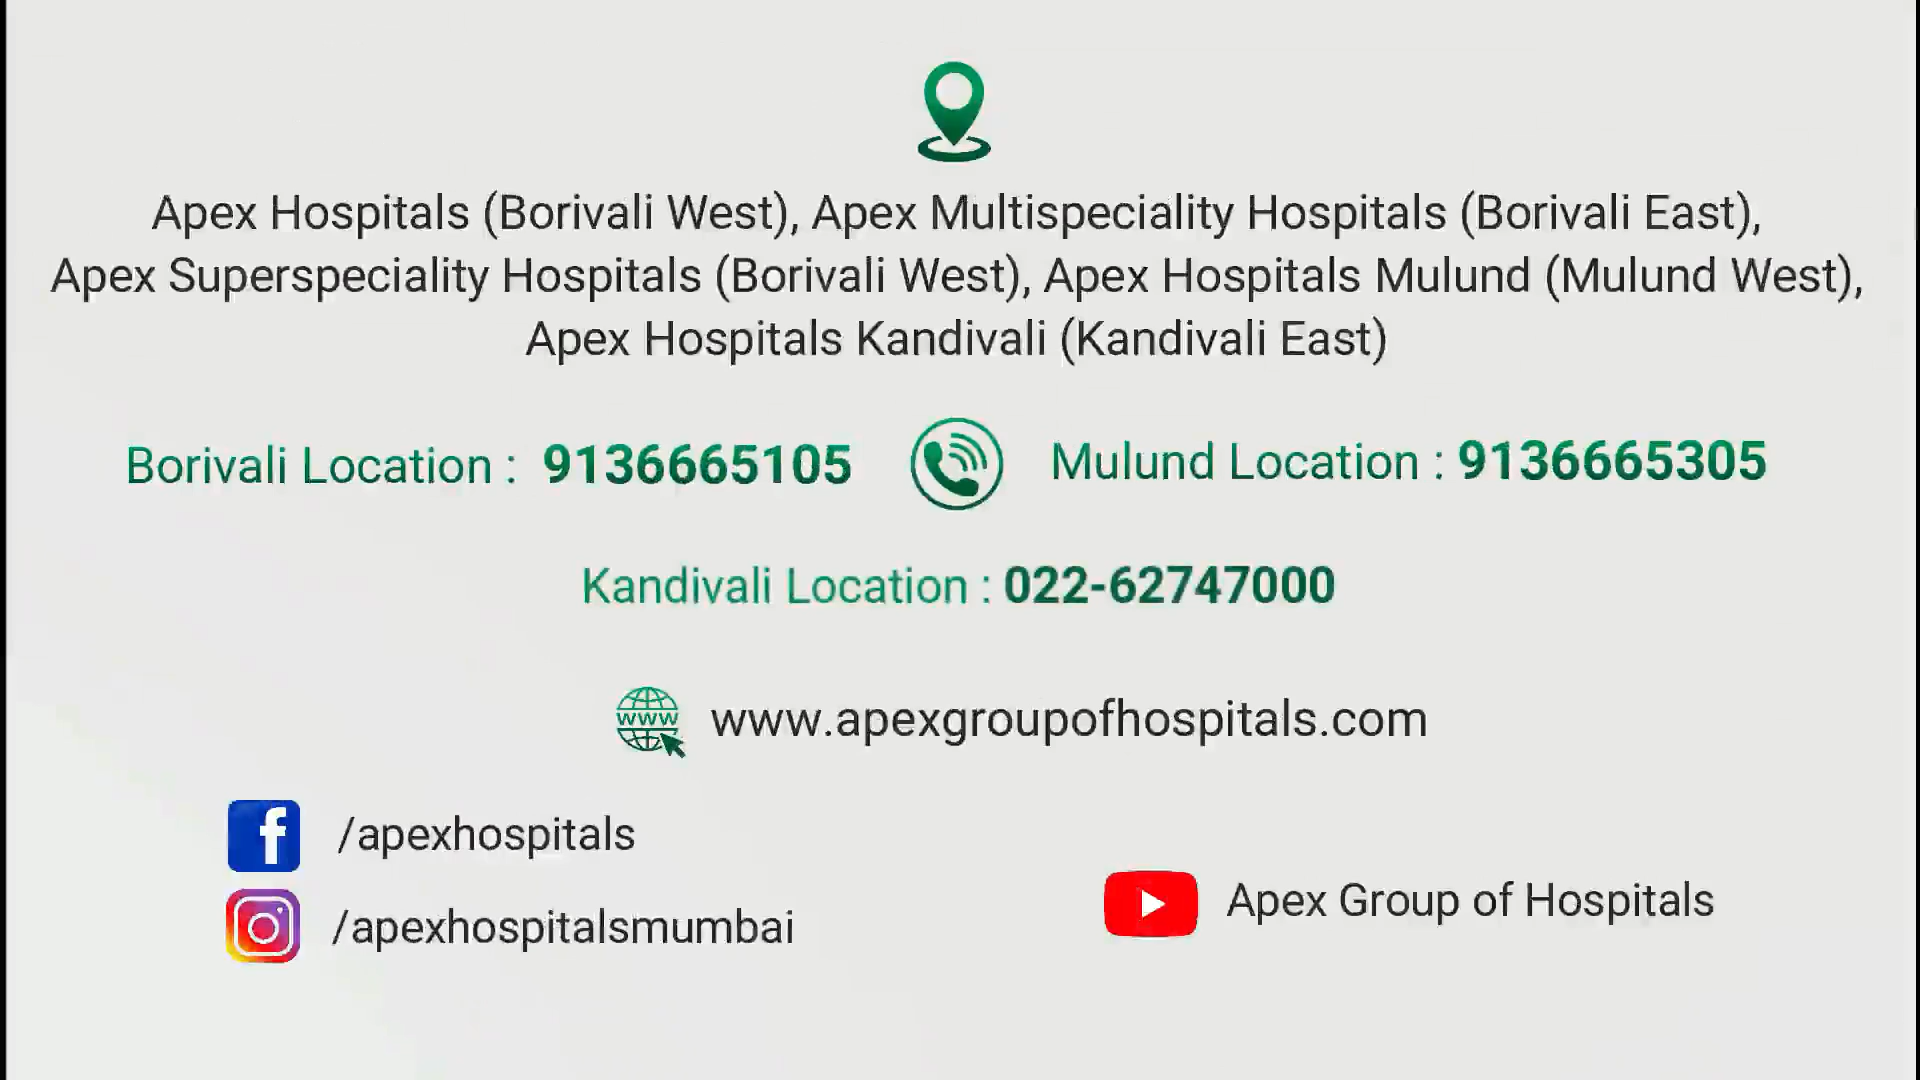 Apex Hospitals (Borivali West), Apex Multispeciality Hospitals (Borivali East),
Apex Superspeciality Hospitals (Borivali West), Apex Hospitals Mulund (Mulund West),
Apex Hospitals Kandivali (Kandivali East)
Borivali Location : 9136665105
Mulund Location : 9136665305
Kandivali Location : 022-62747000
www
www.apexgroupofhospitals.com
f
/apexhospitals
/apexhospitalsmumbai
Apex Group of Hospitals